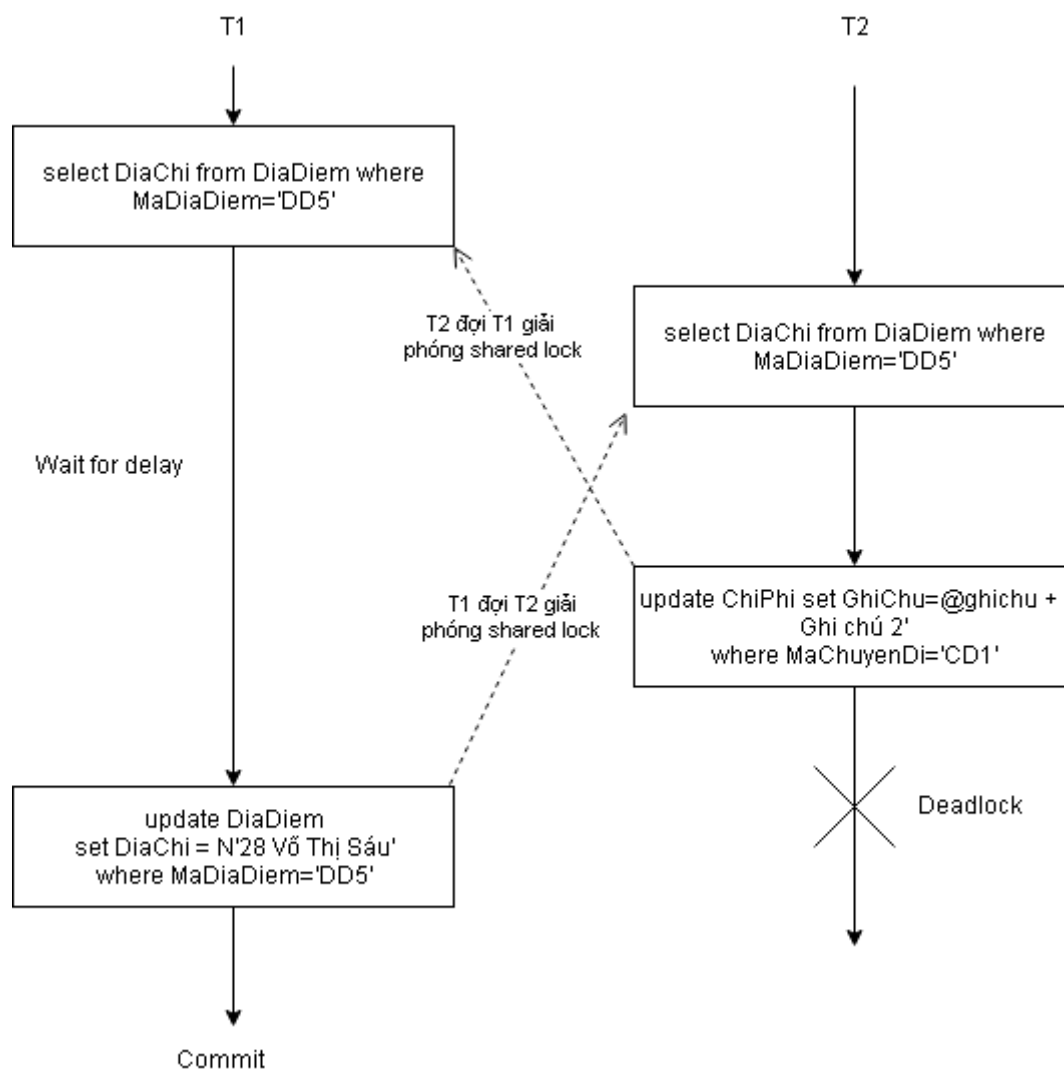 T1
T2
select DiaChi from DiaDiem where
MaDiaDiem='DD5'
select DiaChi from DiaDiem where
MaDiaDiem='DD5'
T2 đợi T1 giải
phóng shared lock
Wait for delay
T1 đợi T2 giải
phóng shared lock
update ChiPhi set GhiChu=@ghichu +
Ghi chú 2'
where MaChuyenDi='CD1'
update DiaDiem
set DiaChi = N'28 Võ Thị Sáu'
where MaDiaDiem='DD5'
Deadlock
Commit